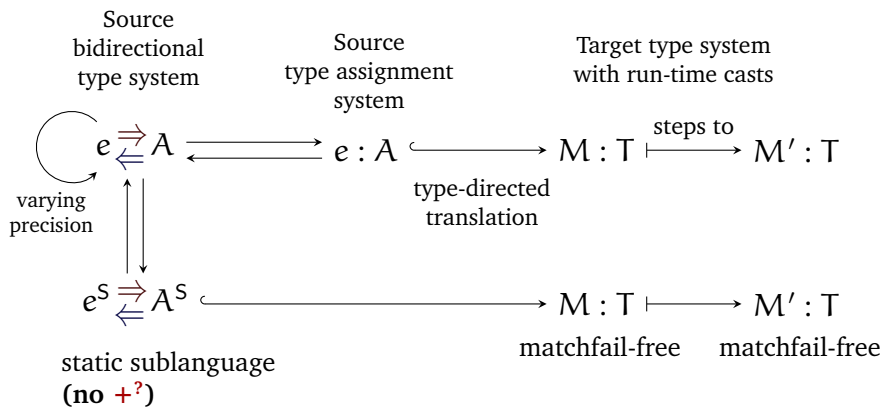 Source
bidirectional
type system
Source
type assignment
system
Target type system
with run-time casts
e ⇒ ⇐ A
e : A
M : T
steps to
M′ : T
varying
precision
type-directed
translation
eˢ ⇒ ⇐ Aˢ
M : T
M′ : T
static sublanguage
(no +?)
matchfail-free
matchfail-free